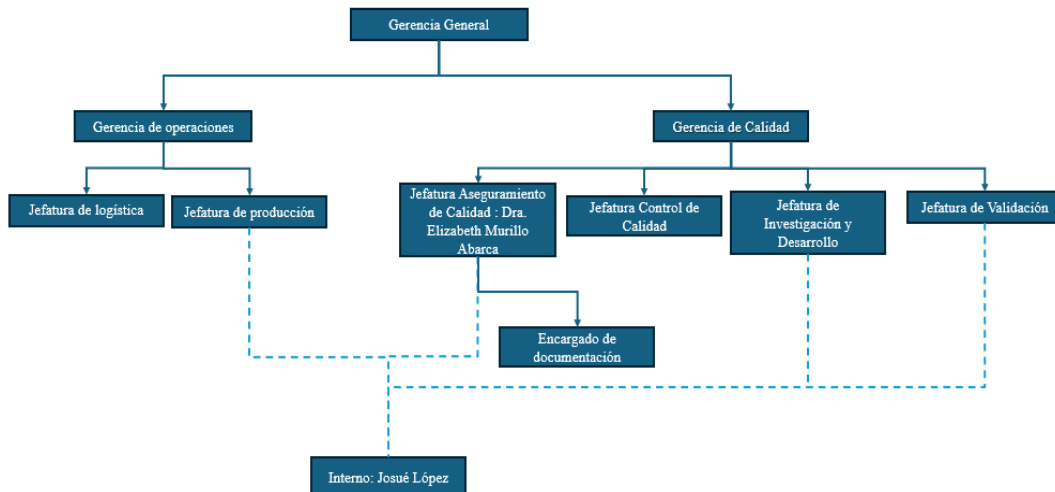 Gerencia General
Gerencia de operaciones
Gerencia de Calidad
Jefatura de logística
Jefatura de producción
Jefatura Aseguramiento
de Calidad : Dra.
Elizabeth Murillo
Abarca
Jefatura Control de
Calidad
Jefatura de
Investigación y
Desarrollo
Jefatura de Validación
Encargado de
documentación
Interno: Josué López